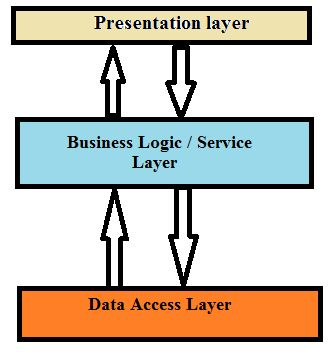 Presentation layer
Business Logic / Service
Layer
Data Access Layer